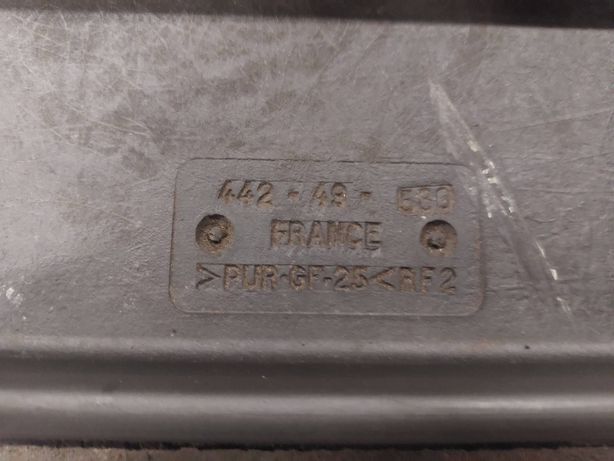 442 - 49 - 530
FRANCE
>PUR-GF-25< RF2